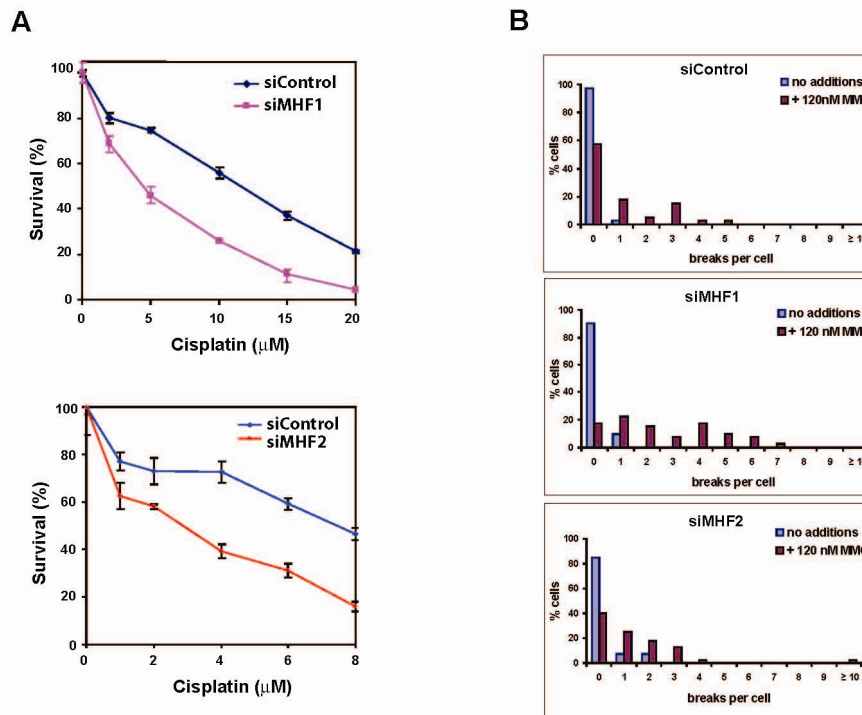 A
100
80
60
40
20
0
Survival (%)
siControl
siMHF1
0 5 10 15 20
Cisplatin (µM)
100
80
60
40
20
0
Survival (%)
siControl
siMHF2
0 2 4 6 8
Cisplatin (µM)
B
siControl
no additions
+ 120nM
100
80
60
40
20
0
% cells
0 1 2 3 4 5 6 7 8 9
breaks per cell
siMHF1
no additions
+ 120 nM
100
80
60
40
20
0
% cells
0 1 2 3 4 5 6 7 8 9
breaks per cell
siMHF2
no additions
+ 120 nM
100
80
60
40
20
0
% cells
0 1 2 3 4 5 6 7 8 9 ≥ 10
breaks per cell